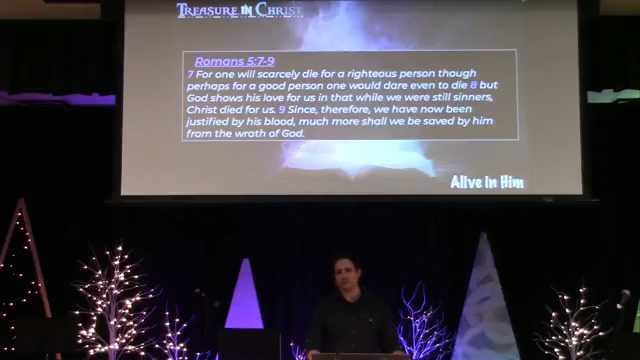 Treasure in Christ
Romans 5:7-9
7 For one will scarcely die for a righteous person though
perhaps for a good person one would dare even to die 8 but
God shows his love for us in that while we were still sinners,
Christ died for us. 9 Since, therefore, we have now been
justified by his blood, much more shall we be saved by him
from the wrath of God.
Alive in Him